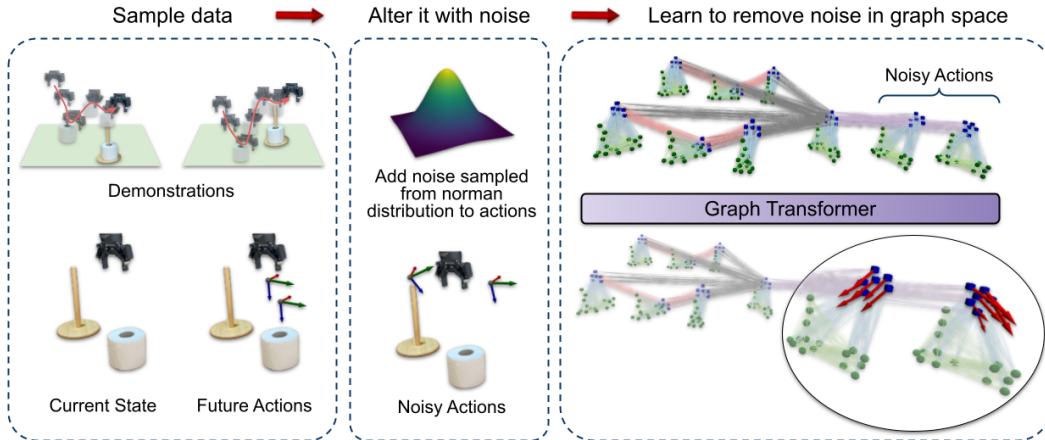 Sample data
Alter it with noise
Learn to remove noise in graph space
Demonstrations
Current State
Future Actions
Add noise sampled
from norman
distribution to actions
Noisy Actions
Noisy Actions
Graph Transformer